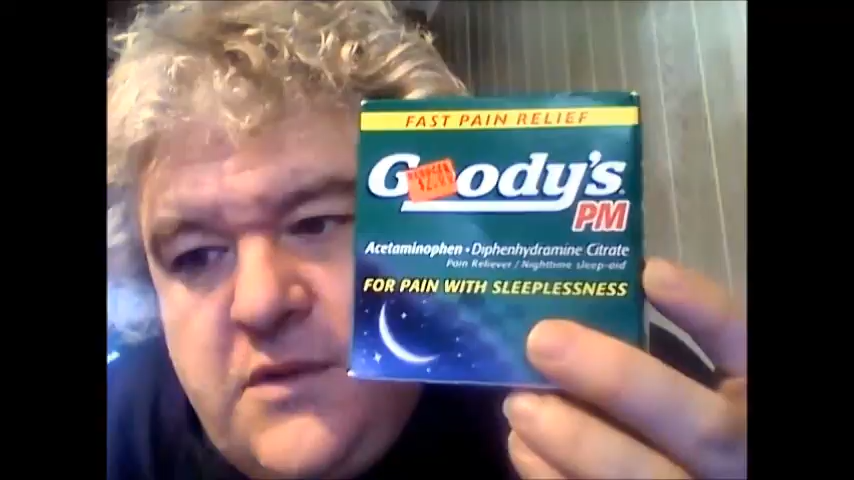 FAST PAIN RELIEF
Goody's
PM
Acetaminophen • Diphenhydramine Citrate
Pain Reliever / Nighttime sleep-aid
FOR PAIN WITH SLEEPLESSNESS